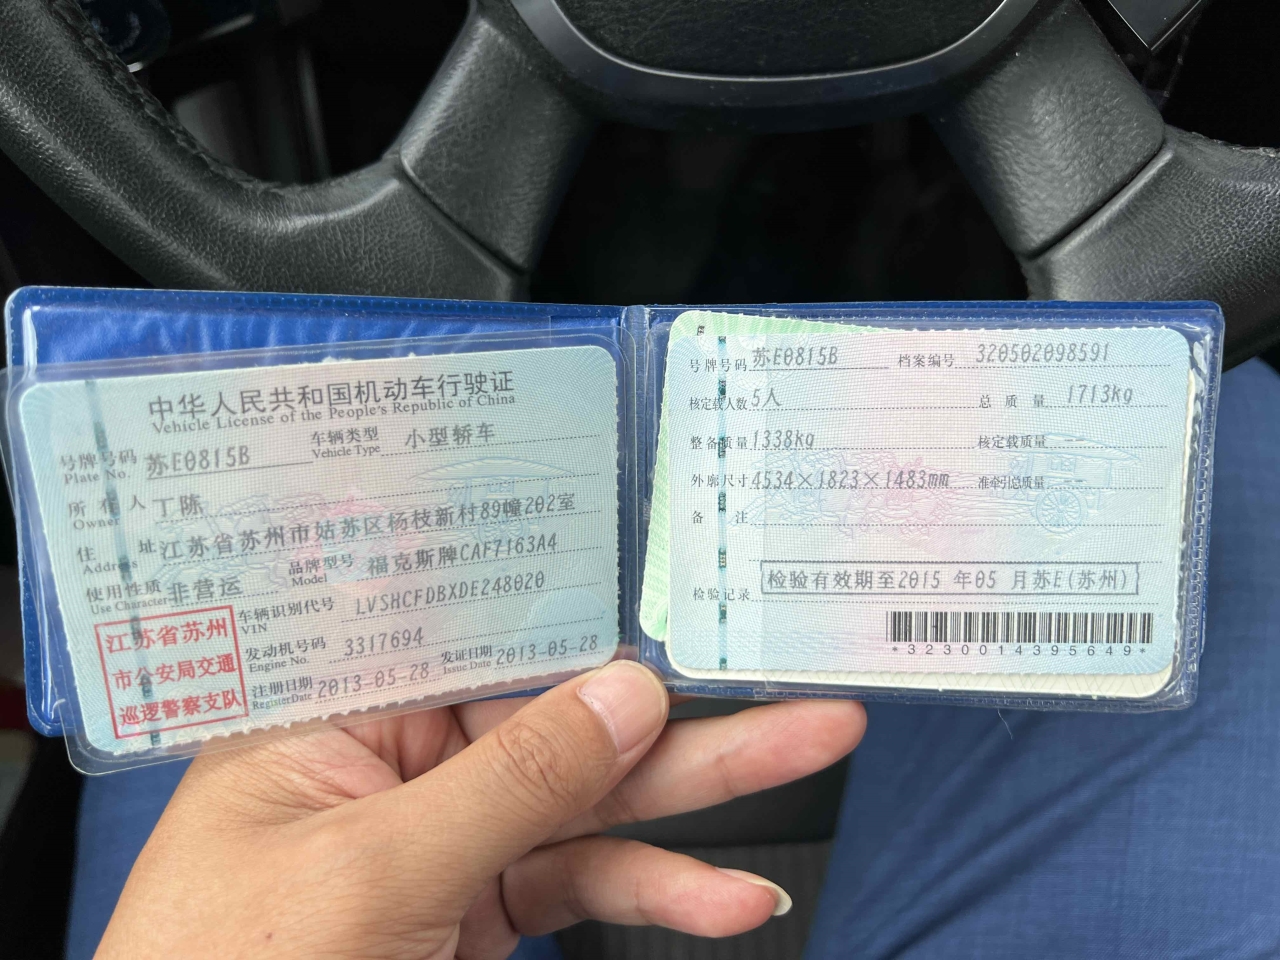 中华人民共和国机动车行驶证
Vehicle License of the People's Republic of China
号牌号码 苏E0815B 车辆类型 小型轿车
Plate No. Vehicle Type
所有人 丁陈
Owner
住址 江苏省苏州市姑苏区杨枝新村89幢202室
Address
使用性质 非营运 品牌型号 福克斯牌CAF7163A4
Use Character Model
车辆识别代号 LVSHCFDBXDE248020
VIN
发动机号码 3317694
Engine No.
注册日期 2013-05-28 发证日期 2013-05-28
Register Date Issue Date
江苏省苏州
市公安局交通
巡逻警察支队
号牌号码 苏E0815B 档案编号 320502098591
核定载人数 5人 总质量 1713kg
整备质量 1338kg 核定载质量 --
外廓尺寸 4534×1823×1483mm 准牵引总质量 --
备注
检验记录 检验有效期至2015 年05 月苏E(苏州)
*3230014395649*